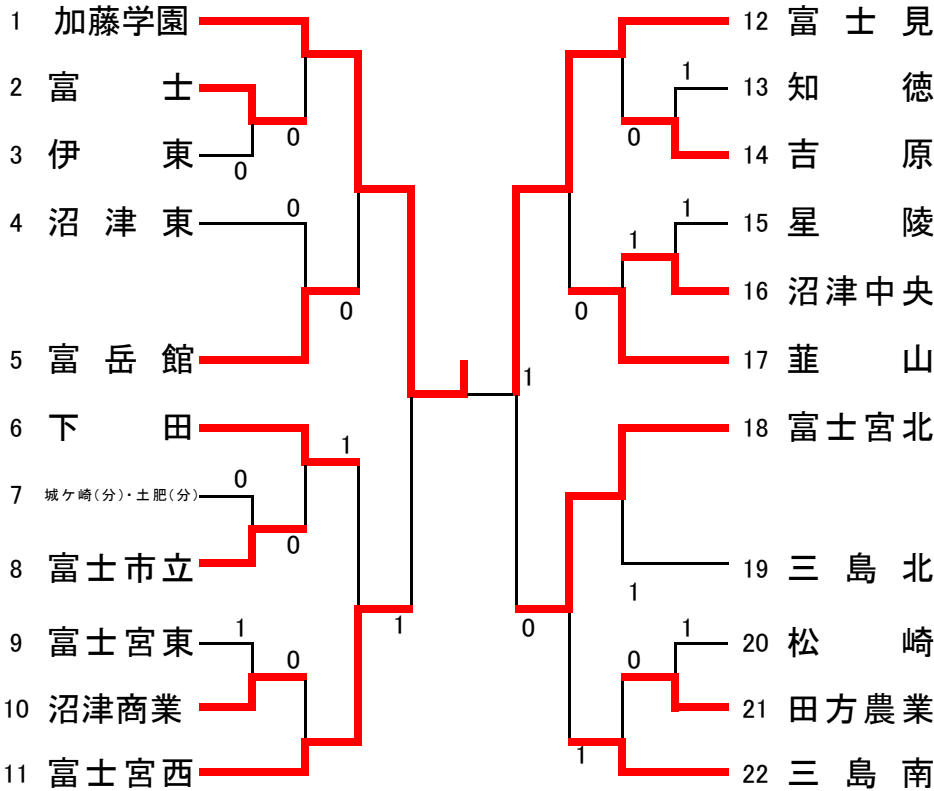 1 加藤学園
2 富士
0
3 伊東
0
4 沼津東
0
0
5 富岳館
6 下田
1
7 城ケ崎(分)・土肥(分)
0
0
8 富士市立
9 富士宮東
1
0
1
10 沼津商業
11 富士宮西
12 富士見
1
13 知徳
0
14 吉原
1
15 星陵
1
16 沼津中央
0
17 韮山
1
18 富士宮北
19 三島北
1
0
20 松崎
1
0
21 田方農業
1
22 三島南